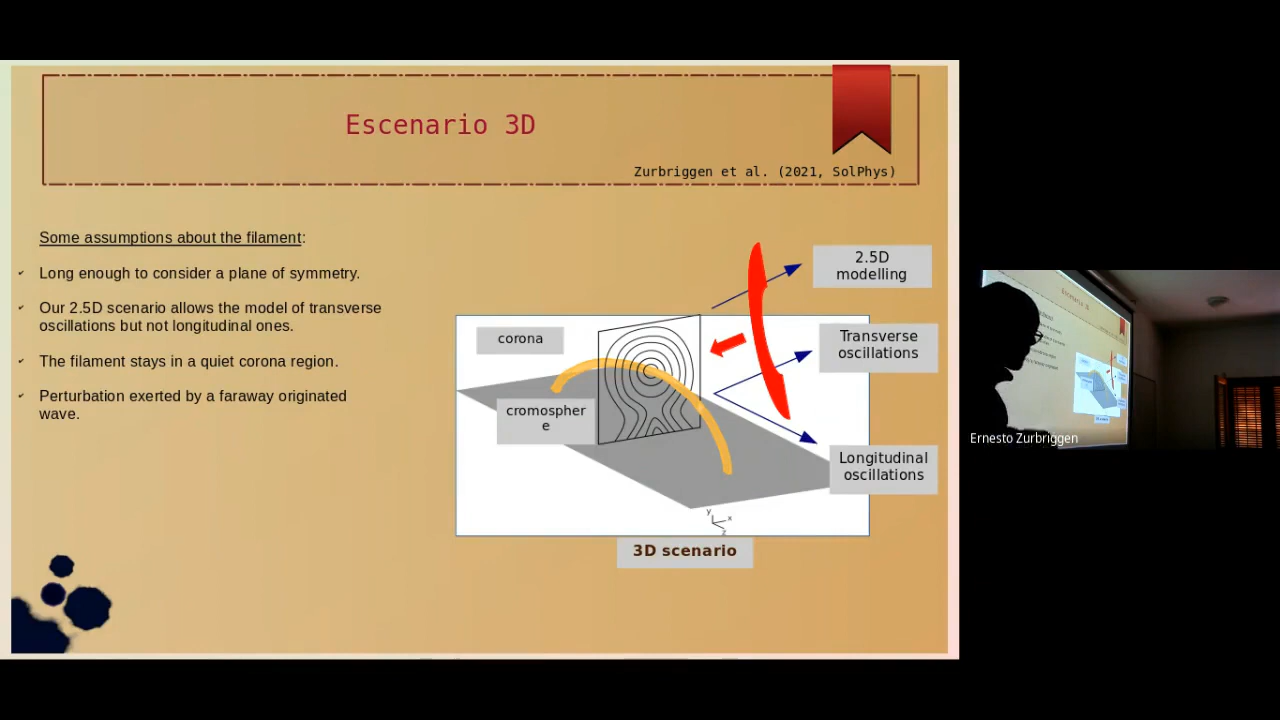 Escenario 3D
Zurbriggen et al. (2021, SolPhys)
Some assumptions about the filament:
Long enough to consider a plane of symmetry.
Our 2.5D scenario allows the model of transverse
oscillations but not longitudinal ones.
The filament stays in a quiet corona region.
Perturbation exerted by a faraway originated
wave.
2.5D
modelling
corona
Transverse
oscillations
cromospher
e
Longitudinal
oscillations
y
x
z
3D scenario
Ernesto Zurbriggen